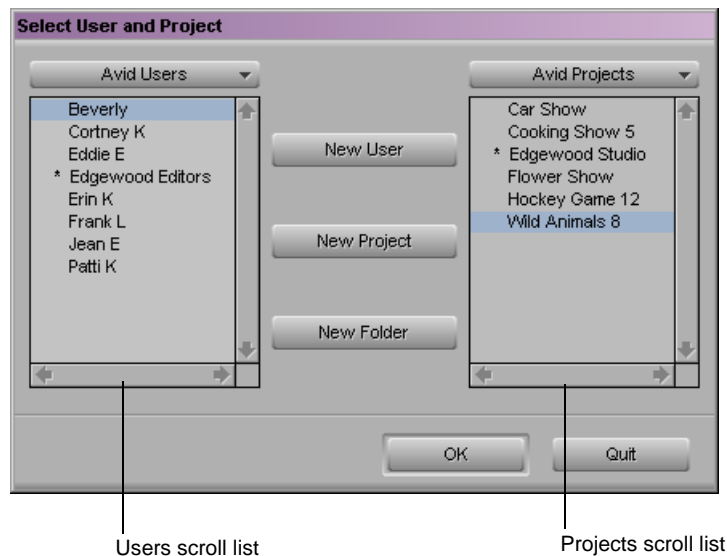 Select User and Project
Avid Users
Beverly
Cortney K
Eddie E
* Edgewood Editors
Erin K
Frank L
Jean E
Patti K
New User
New Project
New Folder
Avid Projects
Car Show
Cooking Show 5
* Edgewood Studio
Flower Show
Hockey Game 12
Wild Animals 8
OK
Quit
Users scroll list
Projects scroll list